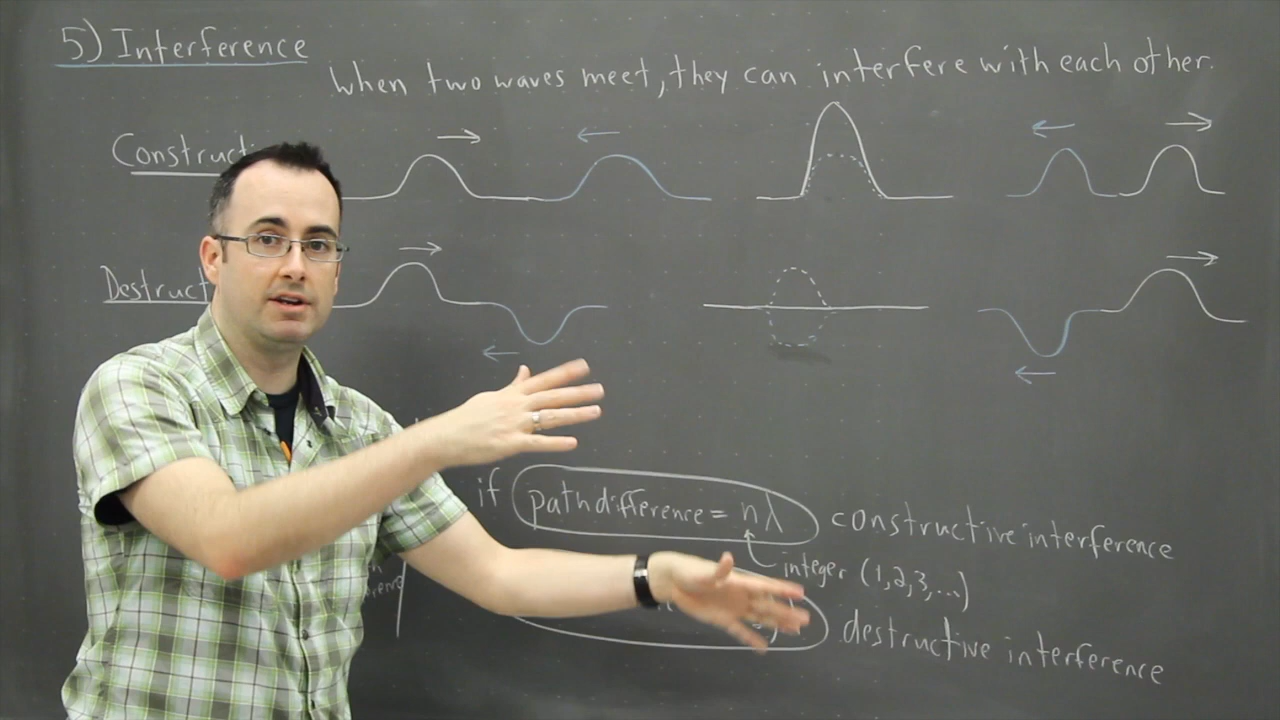 5) Interference
When two waves meet, they can interfere with each other.
Construct
Destruct
if path difference = nλ constructive interference
integer (1,2,3,...)
destructive interference